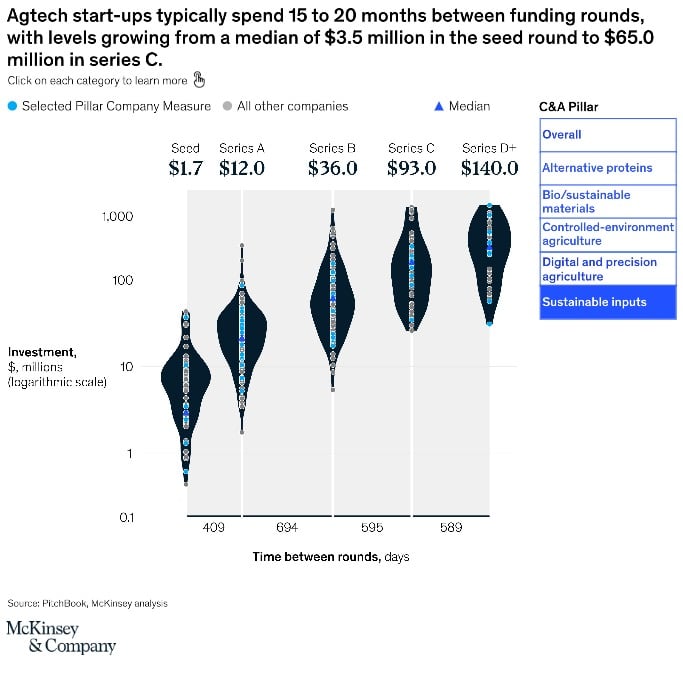 Agtech start-ups typically spend 15 to 20 months between funding rounds,
with levels growing from a median of $3.5 million in the seed round to $65.0
million in series C.
Click on each category to learn more
Selected Pillar Company Measure
All other companies
Median
C&A Pillar
Overall
Alternative proteins
Bio/sustainable
materials
Controlled-environment
agriculture
Digital and precision
agriculture
Sustainable inputs
Seed Series A Series B Series C Series D+
$1.7 $12.0 $36.0 $93.0 $140.0
1,000
100
Investment,
$, millions
(logarithmic scale)
10
1
0.1
409 694 595 589
Time between rounds, days
Source: PitchBook, McKinsey analysis
McKinsey
& Company